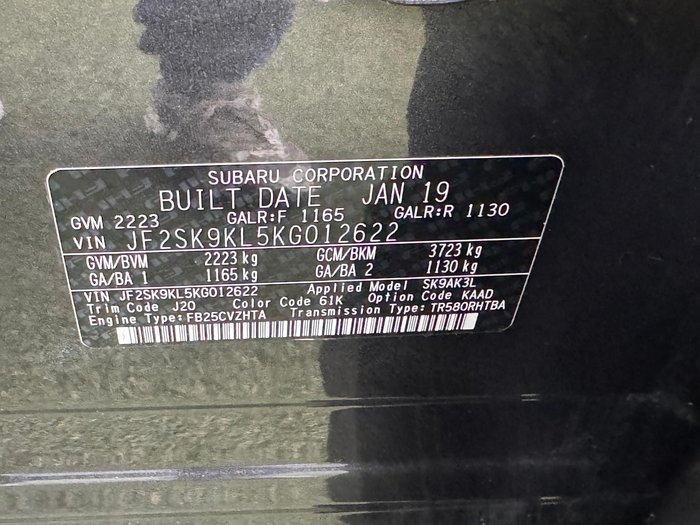 SUBARU CORPORATION
BUILT DATE JAN 19
GVM 2223 GALR:F 1165 GALR:R 1130
VIN JF2SK9KL5KG012622
GVM/BVM 2223 kg GCM/BKM 3723 kg
GA/BA 1 1165 kg GA/BA 2 1130 kg
VIN JF2SK9KL5KG012622 Applied Model SK9AK3L
Trim Code J20 Color Code 61K Option Code KAAD
Engine Type: FB25CVZHTA Transmission Type: TR580RHTBA